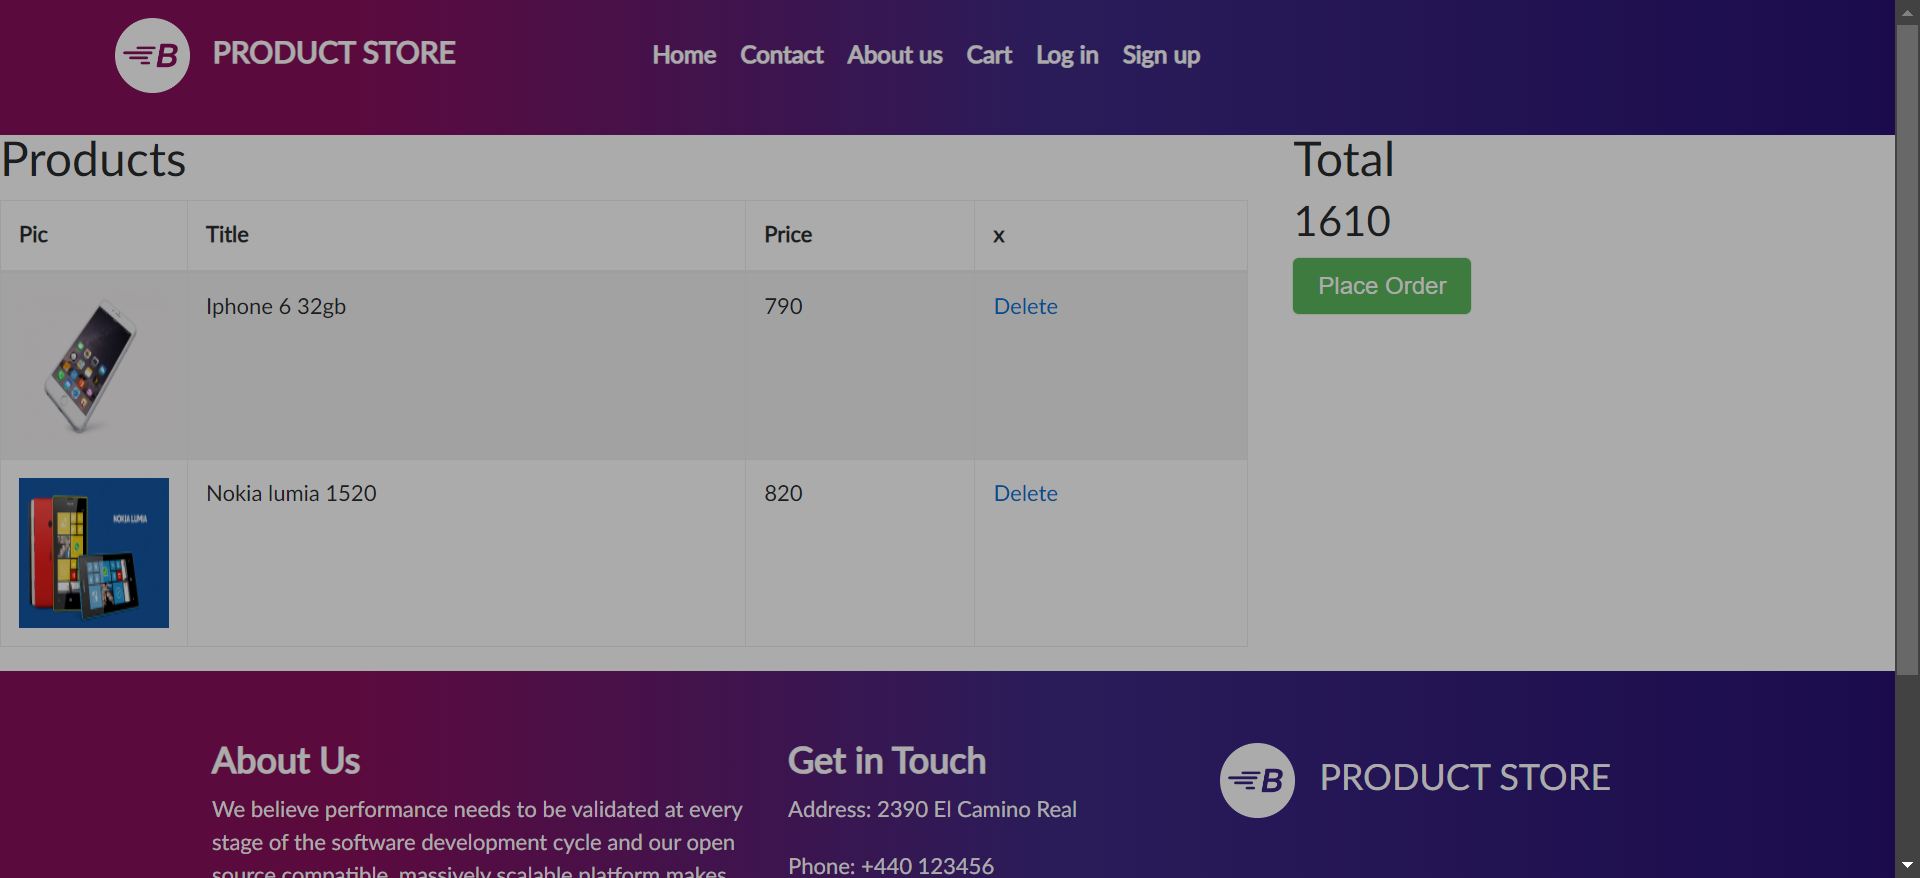 B PRODUCT STORE
Home Contact About us Cart Log in Sign up
Products
Total
1610
Place Order
Pic Title Price x
Iphone 6 32gb 790 Delete
NOKIA LUMIA
Nokia lumia 1520 820 Delete
About Us
We believe performance needs to be validated at every
stage of the software development cycle and our open
source compatible, massively scalable platform makes
Get in Touch
Address: 2390 El Camino Real
Phone: +440 123456
B PRODUCT STORE